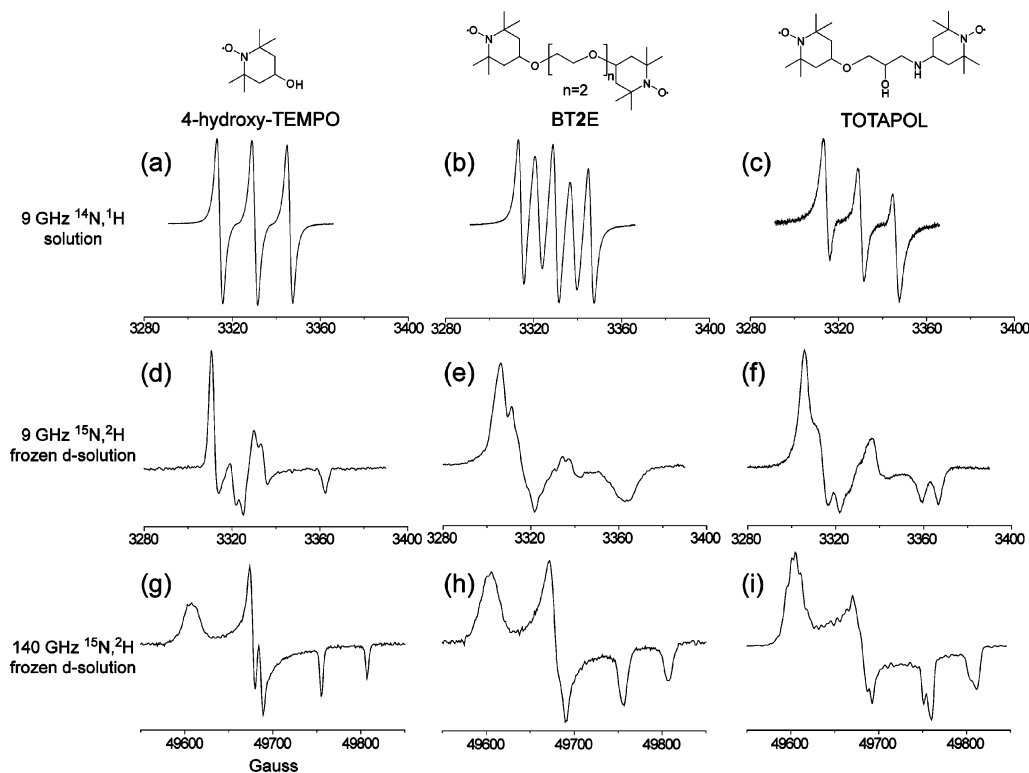 ·O N OH
·O N O [ O ]n N O·
n=2
·O N O OH N H N O·
4-hydroxy-TEMPO BT2E TOTAPOL
(a) (b) (c)
9 GHz ¹⁴N,¹H
solution
3280 3320 3360 3400 3280 3320 3360 3400 3280 3320 3360 3400
(d) (e) (f)
9 GHz ¹⁵N,²H
frozen d-solution
3280 3320 3360 3400 3280 3320 3360 3400 3280 3320 3360 3400
(g) (h) (i)
140 GHz ¹⁵N,²H
frozen d-solution
49600 49700 49800 49600 49700 49800 49600 49700 49800
Gauss